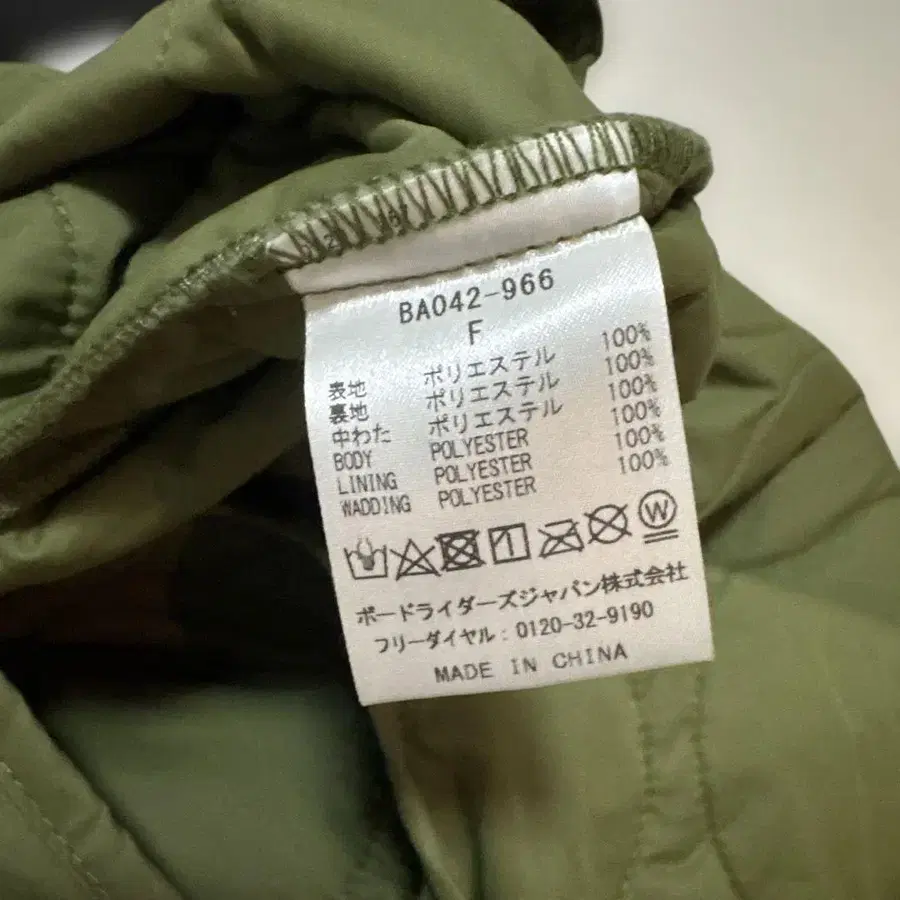 BA042-966
F
表地 ポリエステル 100%
裏地 ポリエステル 100%
中わた ポリエステル 100%
BODY POLYESTER 100%
LINING POLYESTER 100%
WADDING POLYESTER 100%
W
ボードライダーズジャパン株式会社
フリーダイヤル : 0120-32-9190
MADE IN CHINA